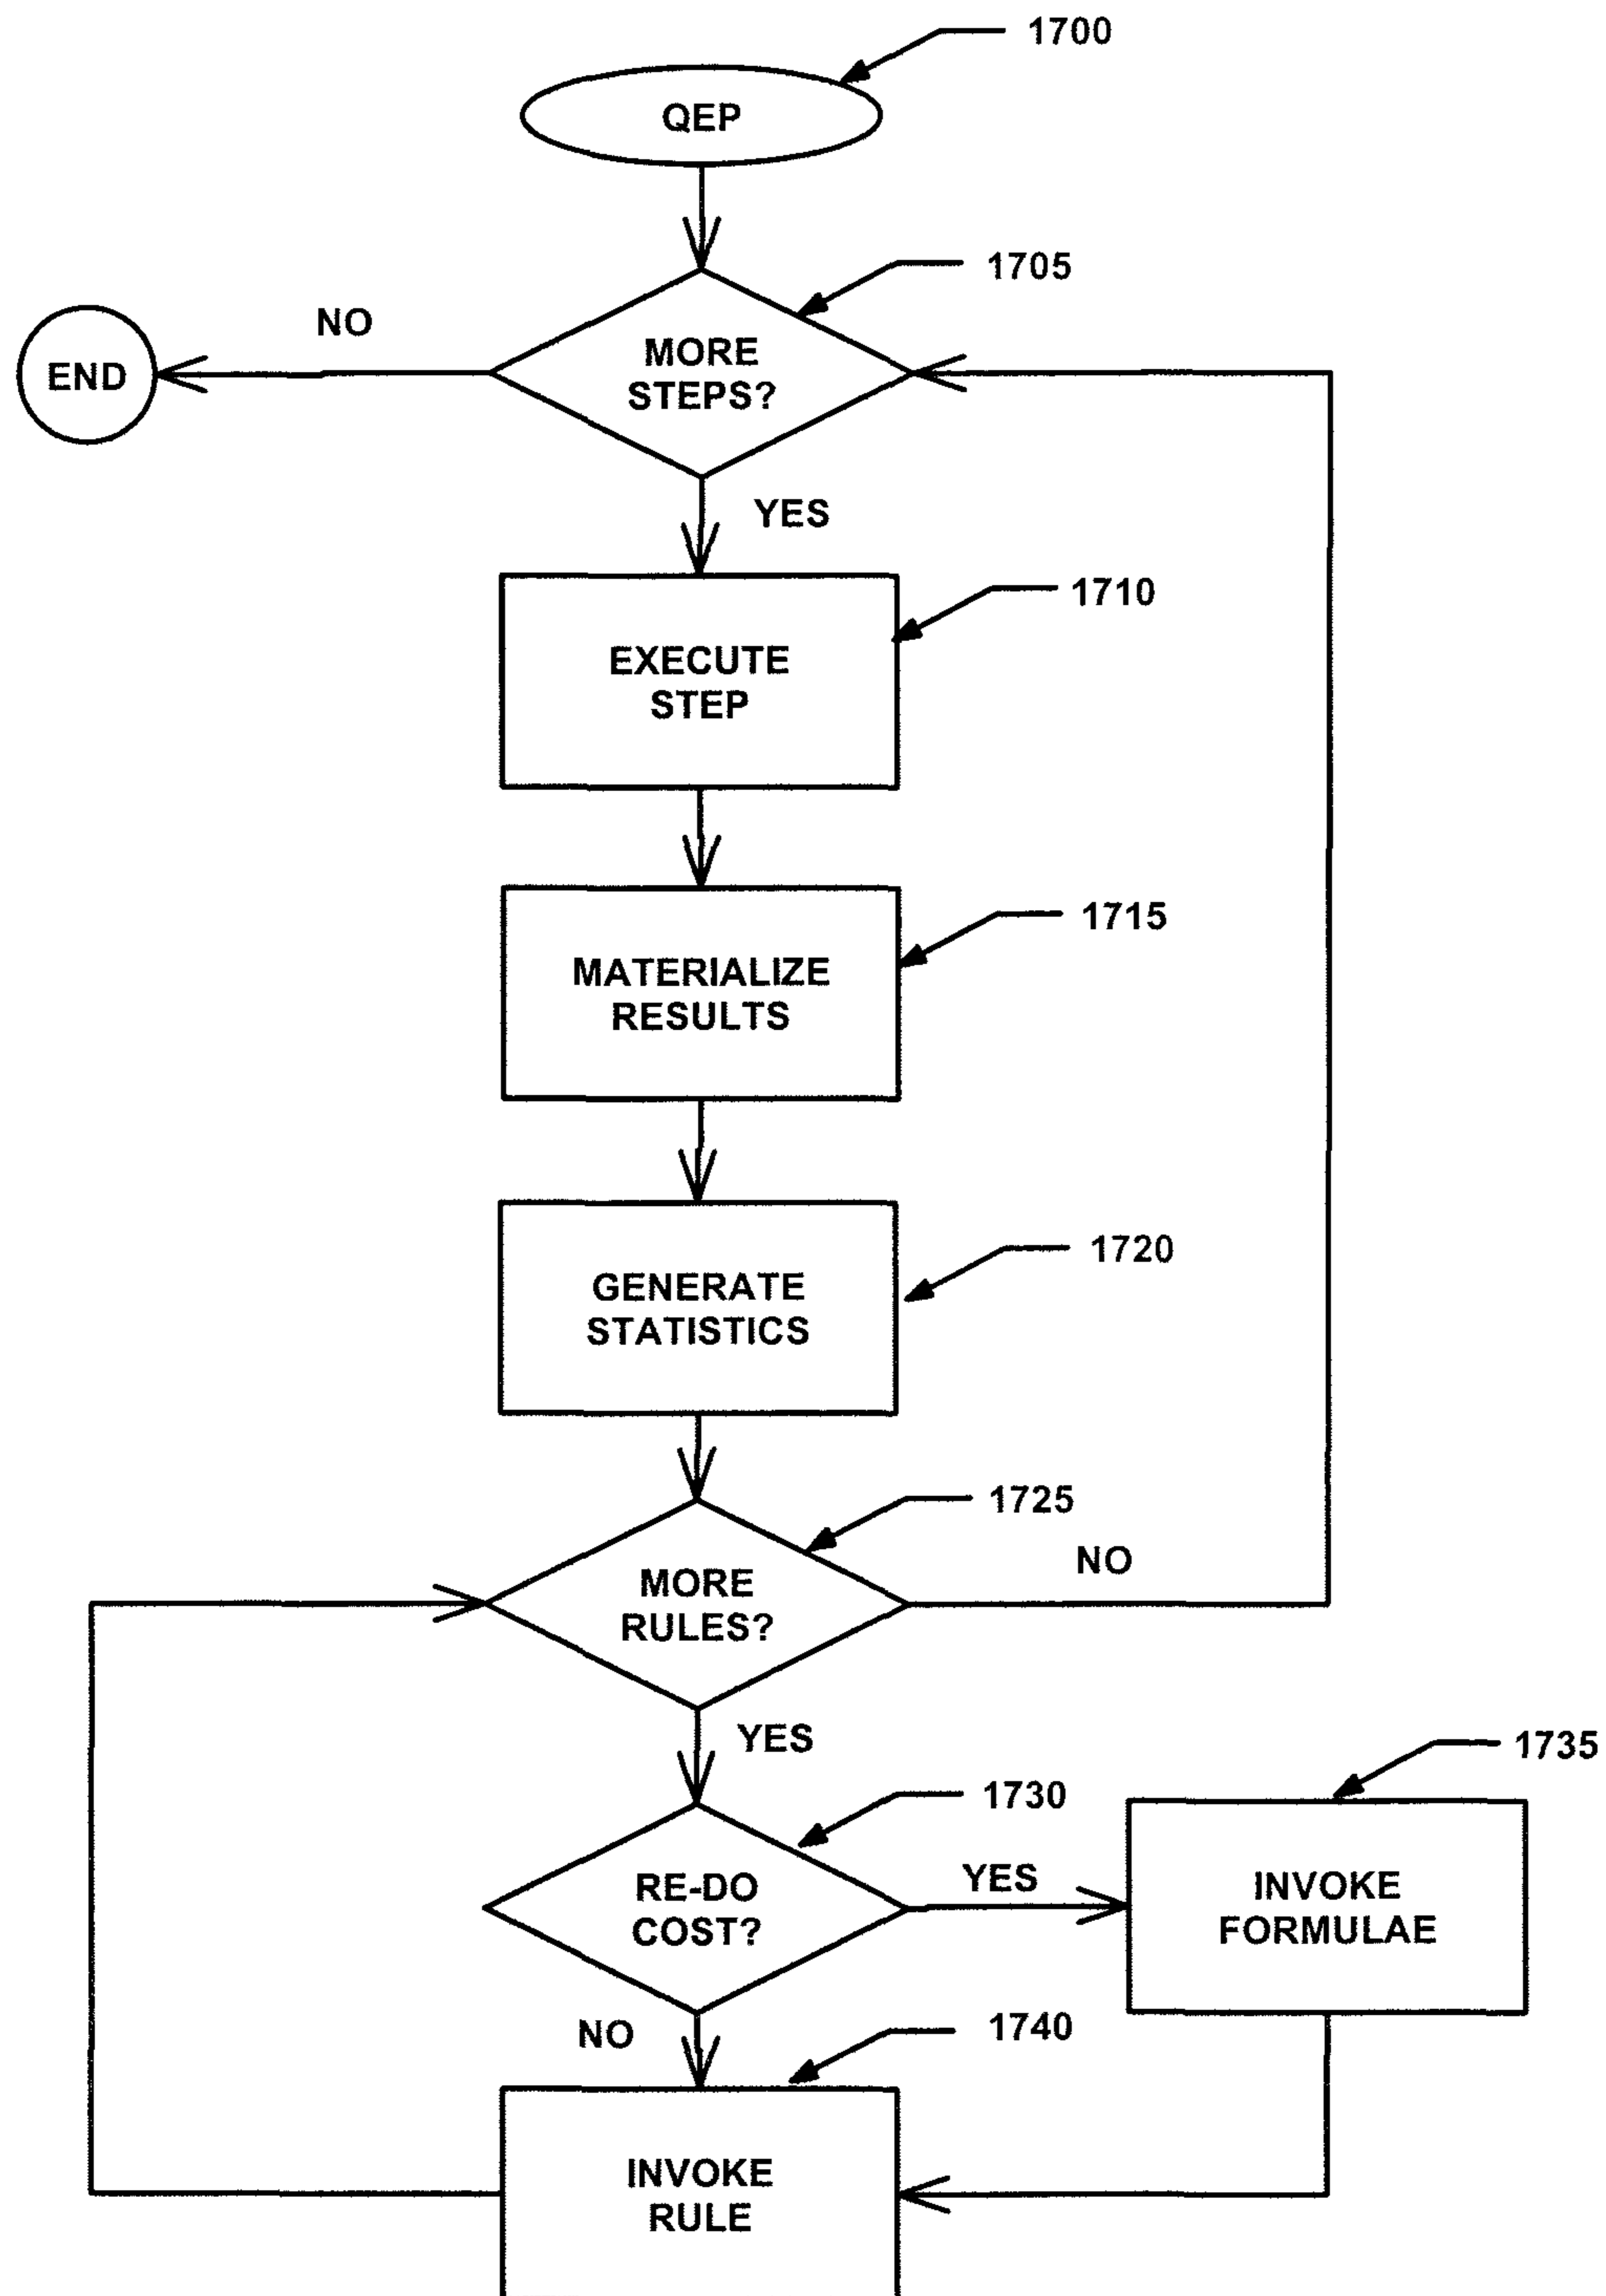 1700
QEP
1705
NO
MORE
STEPS?
END
YES
1710
EXECUTE
STEP
1715
MATERIALIZE
RESULTS
1720
GENERATE
STATISTICS
1725
NO
MORE
RULES?
YES
1735
1730
YES
RE-DO
COST?
INVOKE
FORMULAE
NO
1740
INVOKE
RULE